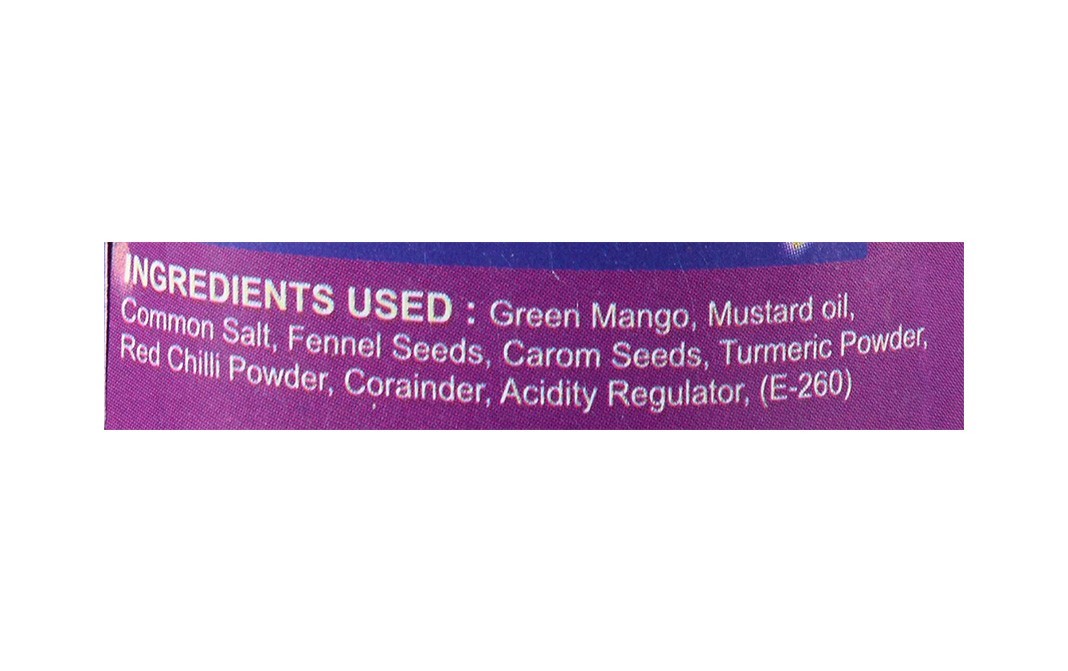 INGREDIENTS USED : Green Mango, Mustard oil,
Common Salt, Fennel Seeds, Carom Seeds, Turmeric Powder,
Red Chilli Powder, Corainder, Acidity Regulator, (E-260)